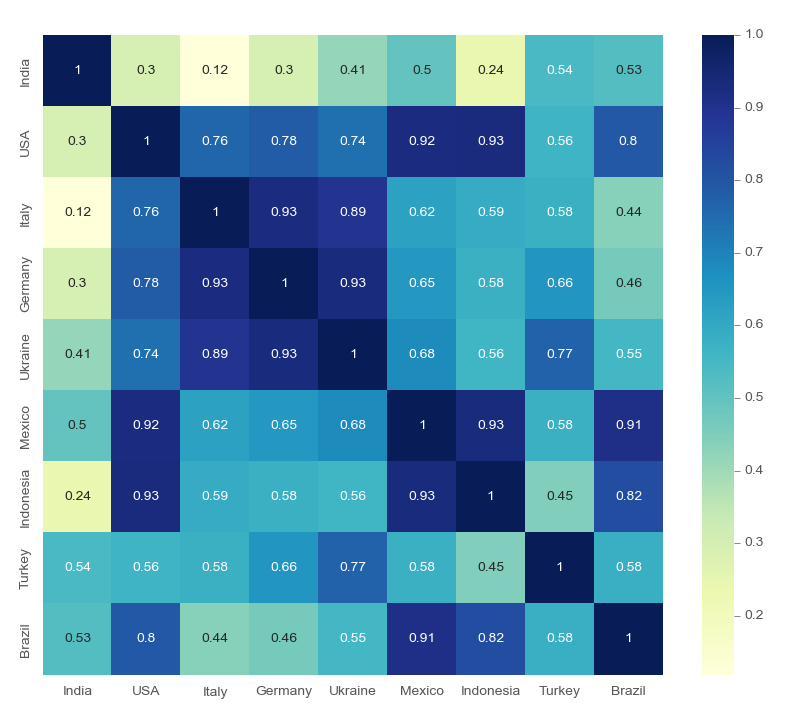 India 1 0.3 0.12 0.3 0.41 0.5 0.24 0.54 0.53
USA 0.3 1 0.76 0.78 0.74 0.92 0.93 0.56 0.8
Italy 0.12 0.76 1 0.93 0.89 0.62 0.59 0.58 0.44
Germany 0.3 0.78 0.93 1 0.93 0.65 0.58 0.66 0.46
Ukraine 0.41 0.74 0.89 0.93 1 0.68 0.56 0.77 0.55
Mexico 0.5 0.92 0.62 0.65 0.68 1 0.93 0.58 0.91
Indonesia 0.24 0.93 0.59 0.58 0.56 0.93 1 0.45 0.82
Turkey 0.54 0.56 0.58 0.66 0.77 0.58 0.45 1 0.58
Brazil 0.53 0.8 0.44 0.46 0.55 0.91 0.82 0.58 1
India USA Italy Germany Ukraine Mexico Indonesia Turkey Brazil
1.0
0.9
0.8
0.7
0.6
0.5
0.4
0.3
0.2